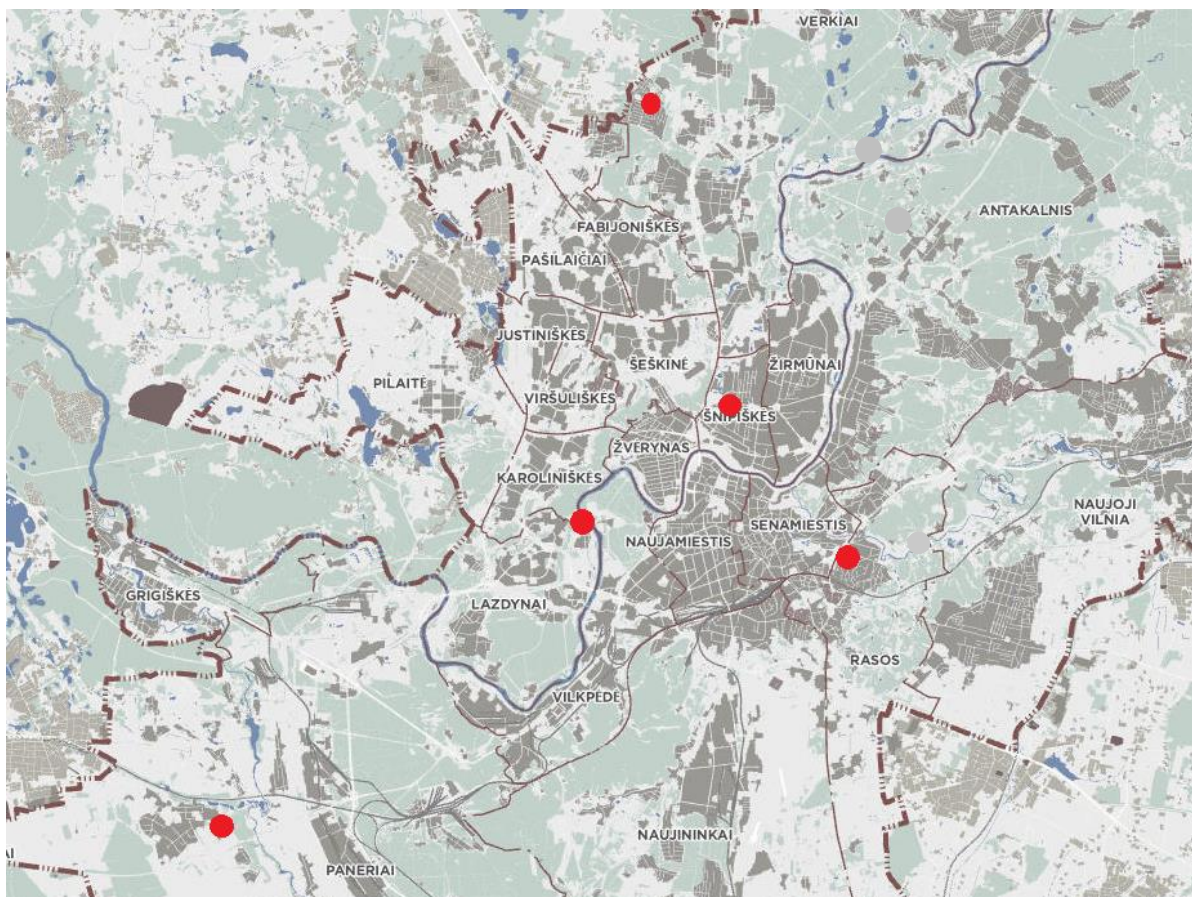 VERKIAI
ANTAKALNIS
FABIJONIŠKĖS
PAŠILAIČIAI
JUSTINIŠKĖS
ŠEŠKINĖ
ŽIRMŪNAI
PILAITĖ
VIRŠULIŠKĖS
ŠNIPIŠKĖS
ŽVĖRYNAS
KAROLINIŠKĖS
NAUJOJI
VILNIA
SENAMIESTIS
NAUJAMIESTIS
GRIGIŠKĖS
LAZDYNAI
RASOS
VILKPĖDĖ
NAUJININKAI
AI
PANERIAI